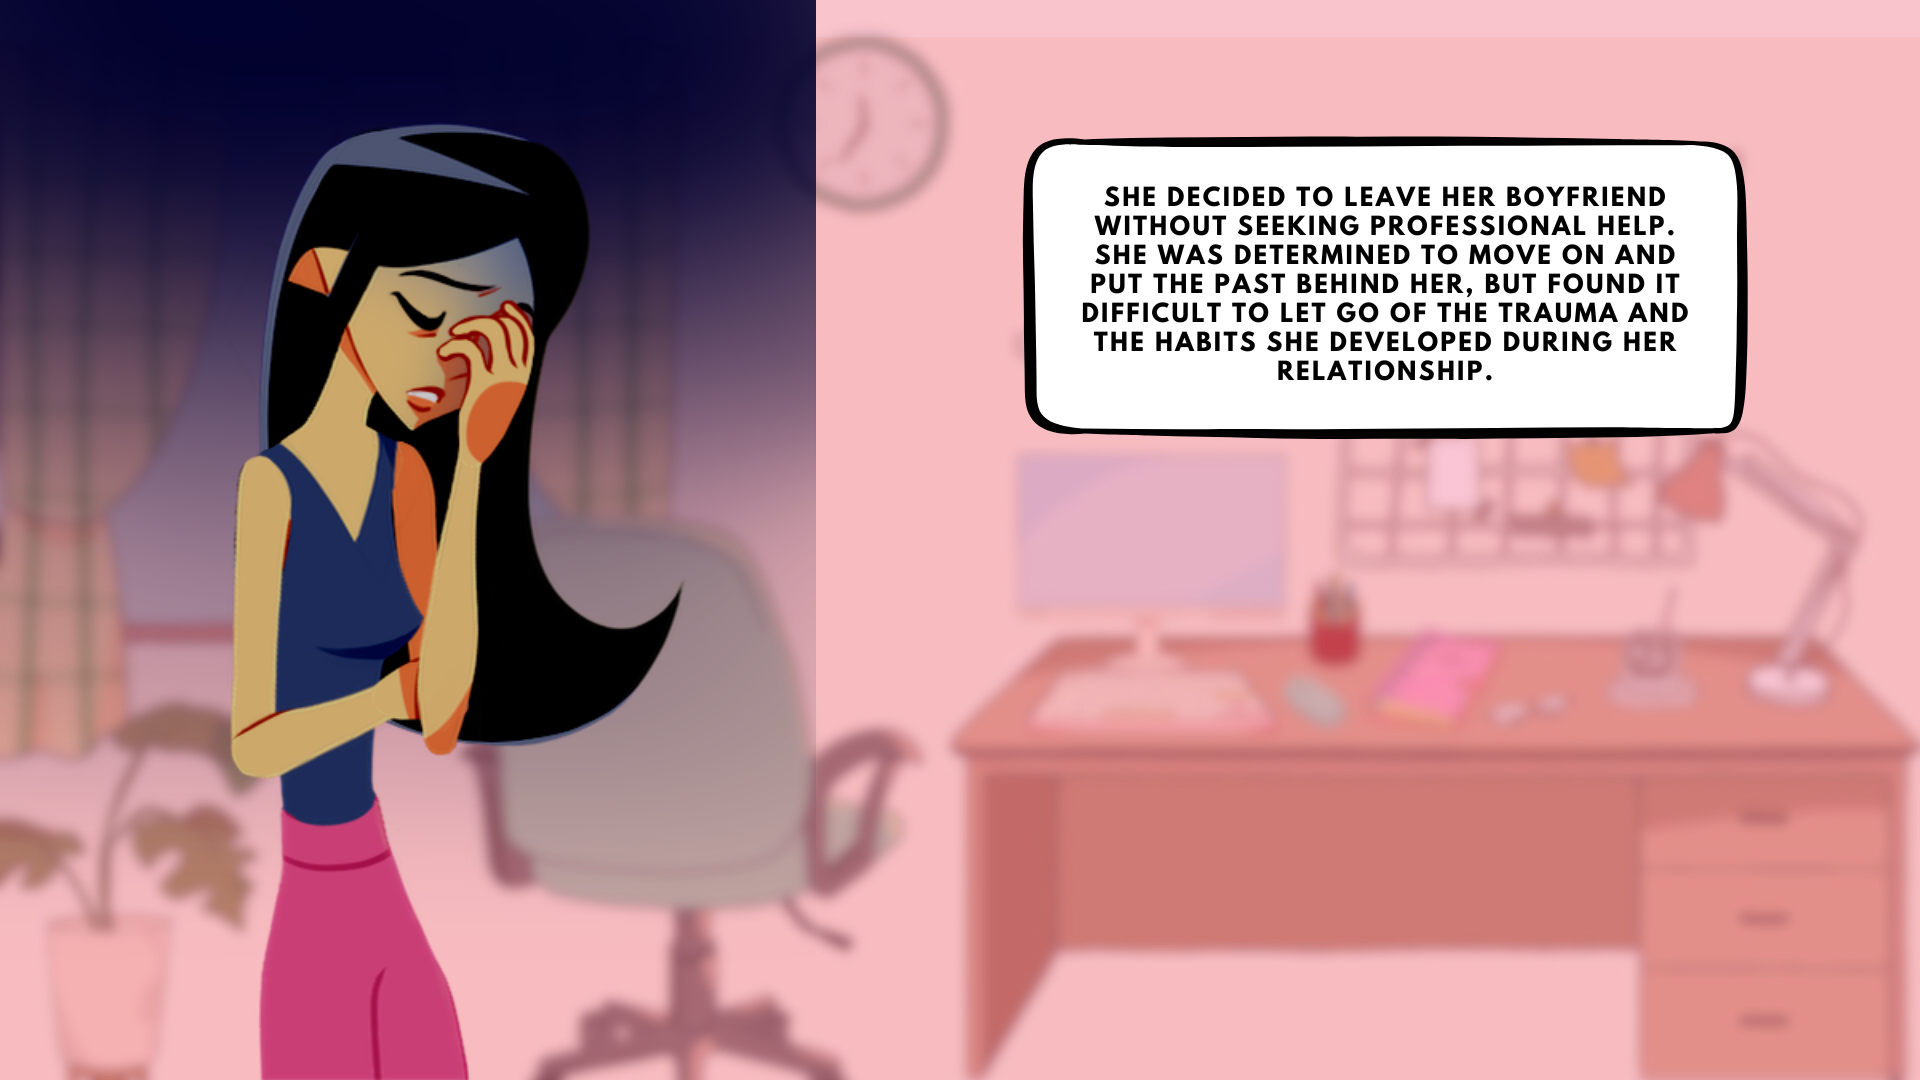 SHE DECIDED TO LEAVE HER BOYFRIEND
WITHOUT SEEKING PROFESSIONAL HELP.
SHE WAS DETERMINED TO MOVE ON AND
PUT THE PAST BEHIND HER, BUT FOUND IT
DIFFICULT TO LET GO OF THE TRAUMA AND
THE HABITS SHE DEVELOPED DURING HER
RELATIONSHIP.